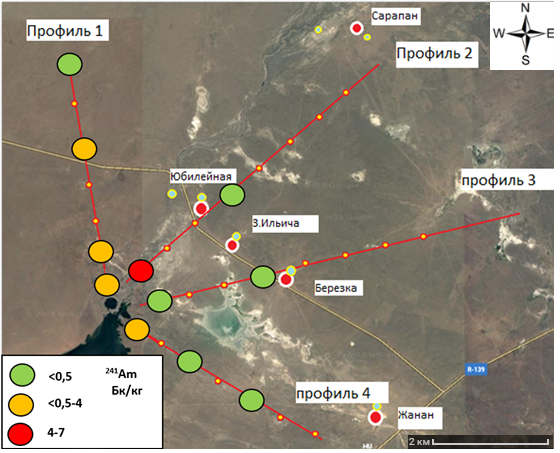 Сарапан
N
W E
S
Профиль 1
Профиль 2
профиль 3
Юбилейная
З.Ильича
Березка
R-139
профиль 4
Жанан
<0,5 ²⁴¹Am
Бк/кг
<0,5-4
4-7
2 км